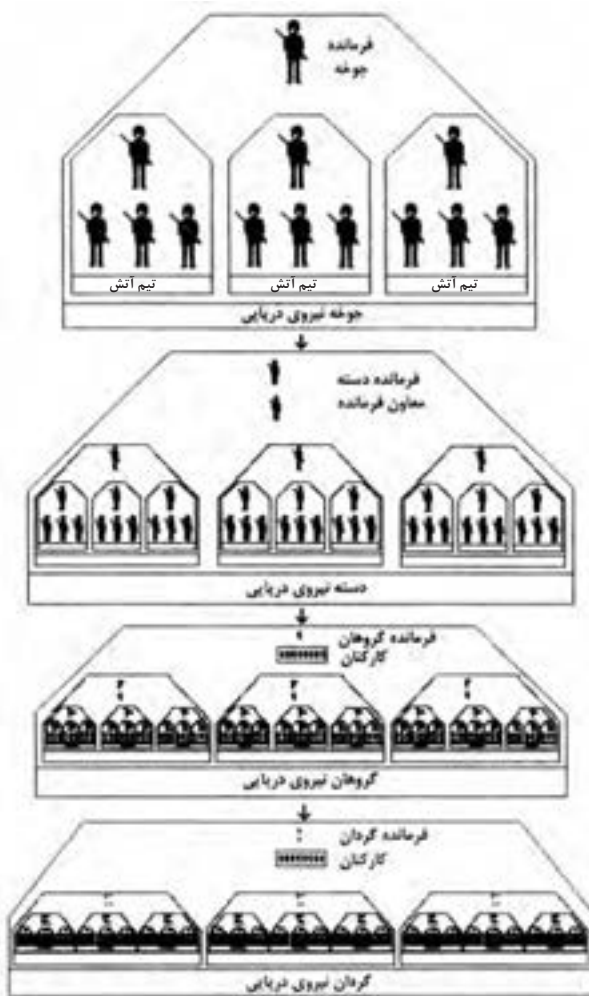 فرمانده
جوخه
تیم آتش
تیم آتش
تیم آتش
جوخه نیروی دریایی
فرمانده دسته
معاون فرمانده
دسته نیروی دریایی
فرمانده گروهان
کارکنان
گروهان نیروی دریایی
فرمانده گردان
کارکنان
گردان نیروی دریایی